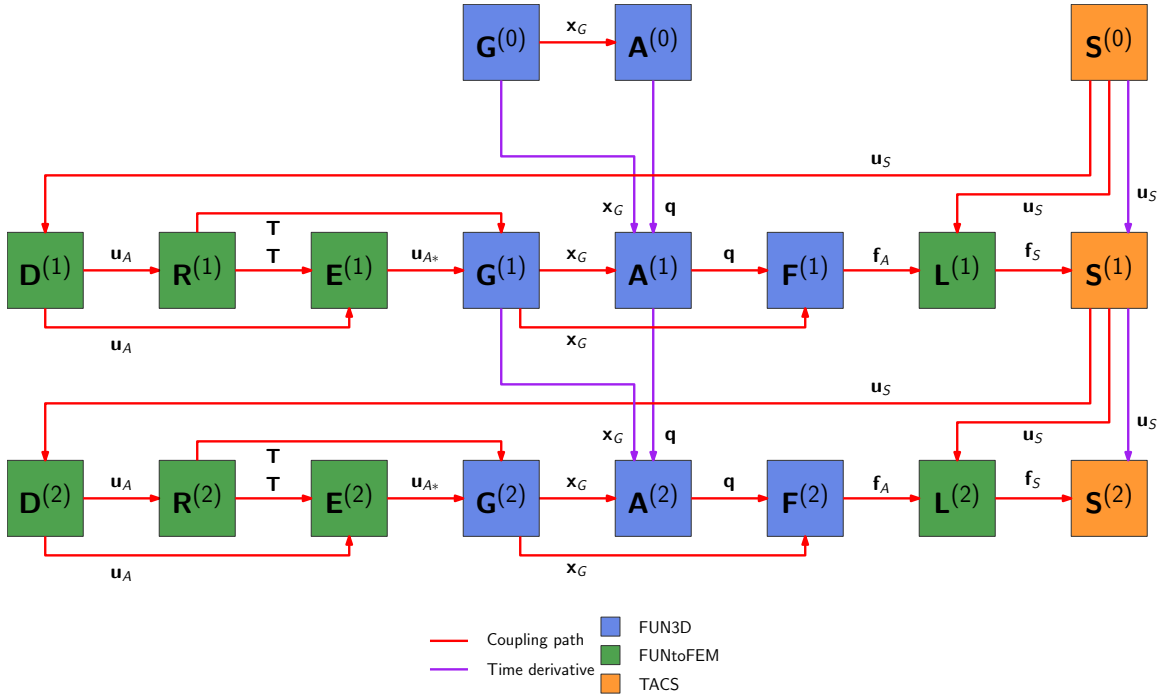 x_G
G^(0) A^(0) S^(0)
u_S
x_G q u_S u_S
T
u_A T u_A* x_G q f_A f_S
D^(1) R^(1) E^(1) G^(1) A^(1) F^(1) L^(1) S^(1)
u_A x_G
u_S
x_G q u_S u_S
T
u_A T u_A* x_G q f_A f_S
D^(2) R^(2) E^(2) G^(2) A^(2) F^(2) L^(2) S^(2)
u_A x_G
Coupling path
Time derivative
FUN3D
FUNtoFEM
TACS